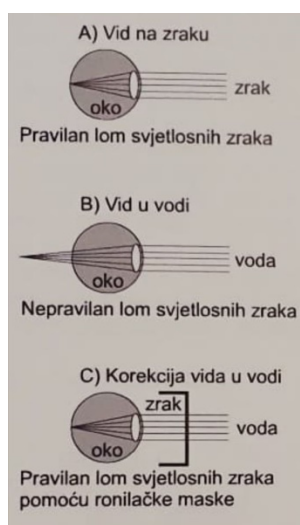 A) Vid na zraku
zrak
oko
Pravilan lom svjetlosnih zraka
B) Vid u vodi
voda
oko
Nepravilan lom svjetlosnih zraka
C) Korekcija vida u vodi
zrak
voda
oko
Pravilan lom svjetlosnih zraka
pomoću ronilačke maske